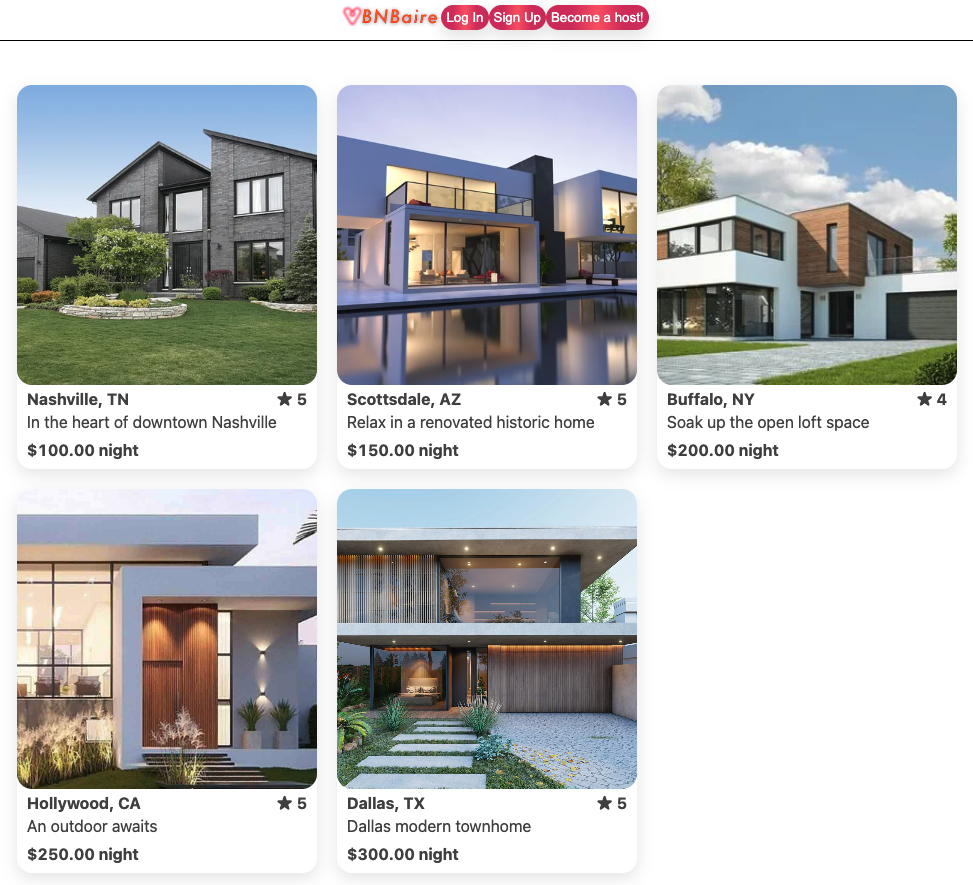 BNBaire Log In Sign Up Become a host!
Nashville, TN ★ 5
In the heart of downtown Nashville
$100.00 night
Scottsdale, AZ ★ 5
Relax in a renovated historic home
$150.00 night
Buffalo, NY ★ 4
Soak up the open loft space
$200.00 night
Hollywood, CA ★ 5
An outdoor awaits
$250.00 night
Dallas, TX ★ 5
Dallas modern townhome
$300.00 night